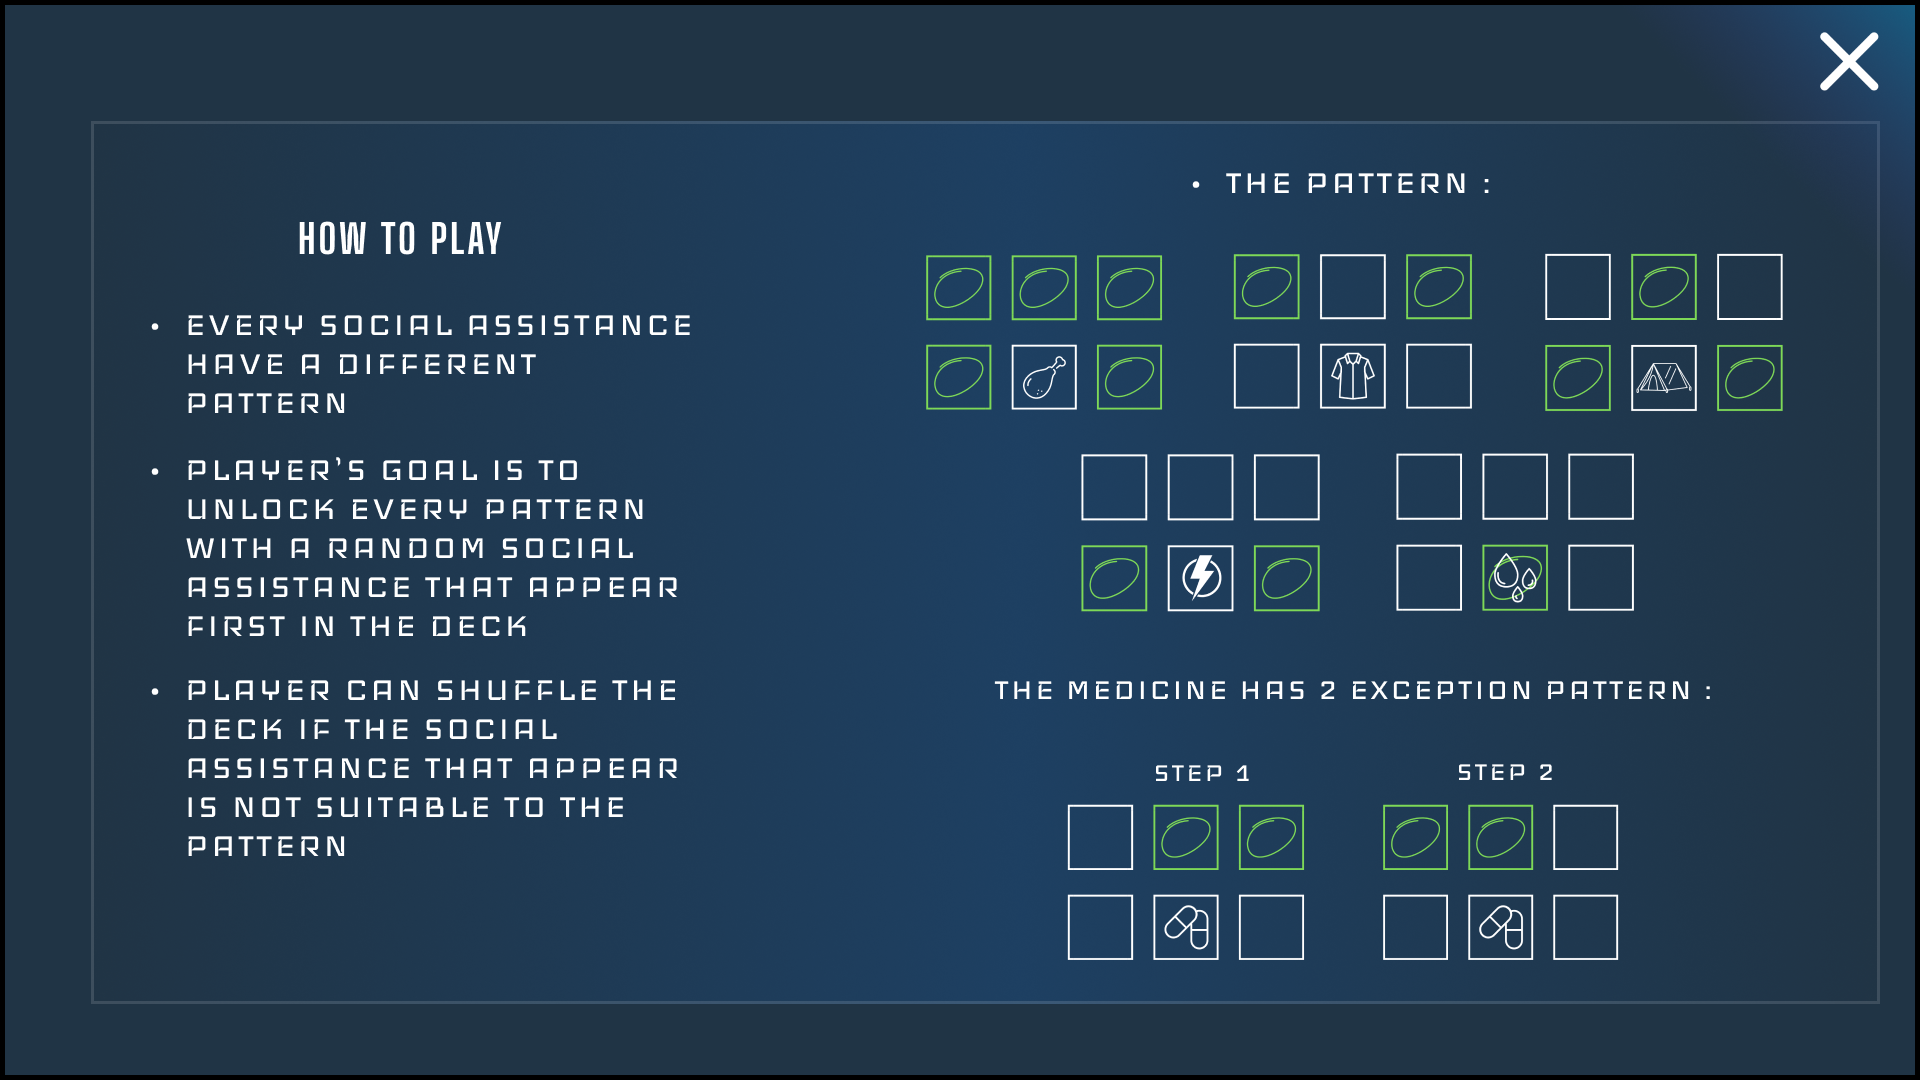 HOW TO PLAY
• EVERY SOCIAL ASSISTANCE
HAVE A DIFFERENT
PATTERN
• PLAYER'S GOAL IS TO
UNLOCK EVERY PATTERN
WITH A RANDOM SOCIAL
ASSISTANCE THAT APPEAR
FIRST IN THE DECK
• PLAYER CAN SHUFFLE THE
DECK IF THE SOCIAL
ASSISTANCE THAT APPEAR
IS NOT SUITABLE TO THE
PATTERN
• THE PATTERN :
THE MEDICINE HAS 2 EXCEPTION PATTERN :
STEP 1
STEP 2